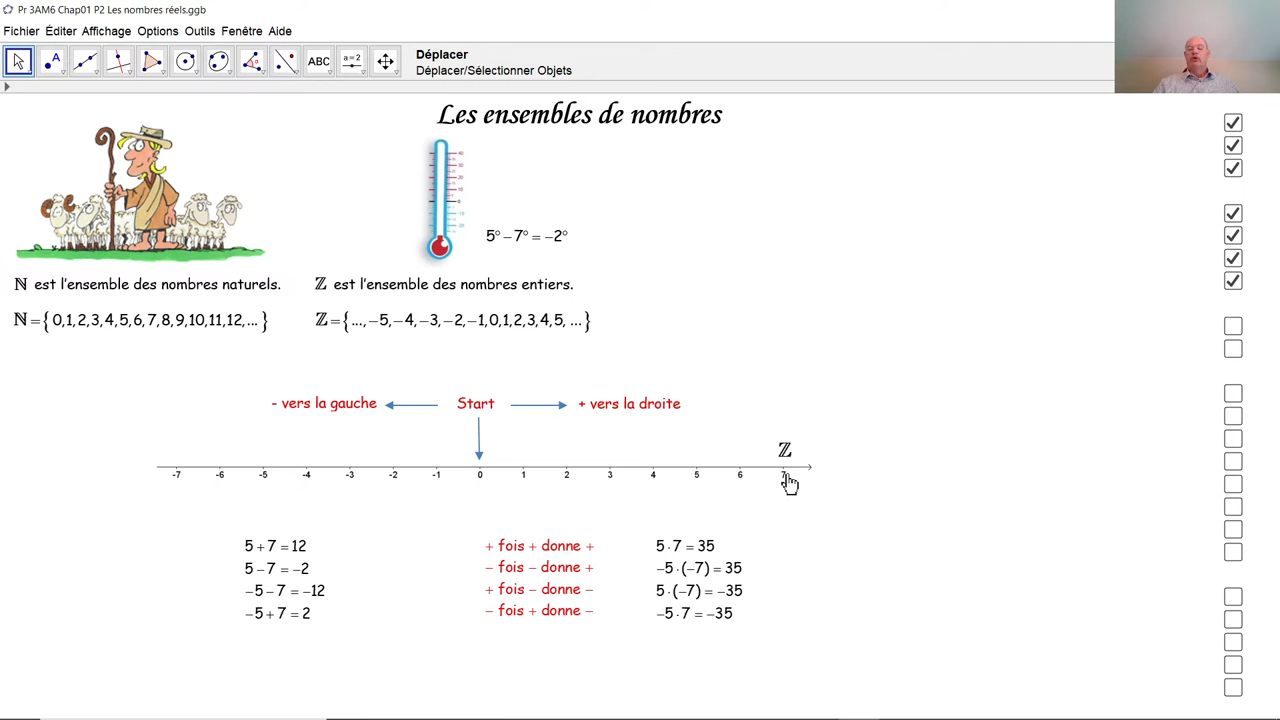 Pr 3AM6 Chap01 P2 Les nombres réels.ggb
Fichier Éditer Affichage Options Outils Fenêtre Aide
A ABC a=2
Déplacer
Déplacer/Sélectionner Objets
Les ensembles de nombres
5° − 7° = −2°
ℕ est l'ensemble des nombres naturels.
ℤ est l'ensemble des nombres entiers.
ℕ = { 0,1,2,3,4,5,6,7,8,9,10,11,12,... }
ℤ = { ...,−5,−4,−3,−2,−1,0,1,2,3,4,5, ... }
- vers la gauche Start + vers la droite
ℤ
-7 -6 -5 -4 -3 -2 -1 0 1 2 3 4 5 6 7
5 + 7 = 12
5 − 7 = −2
−5 − 7 = −12
−5 + 7 = 2
+ fois + donne +
− fois − donne +
+ fois − donne −
− fois + donne −
5 · 7 = 35
−5 · (−7) = 35
5 · (−7) = −35
−5 · 7 = −35